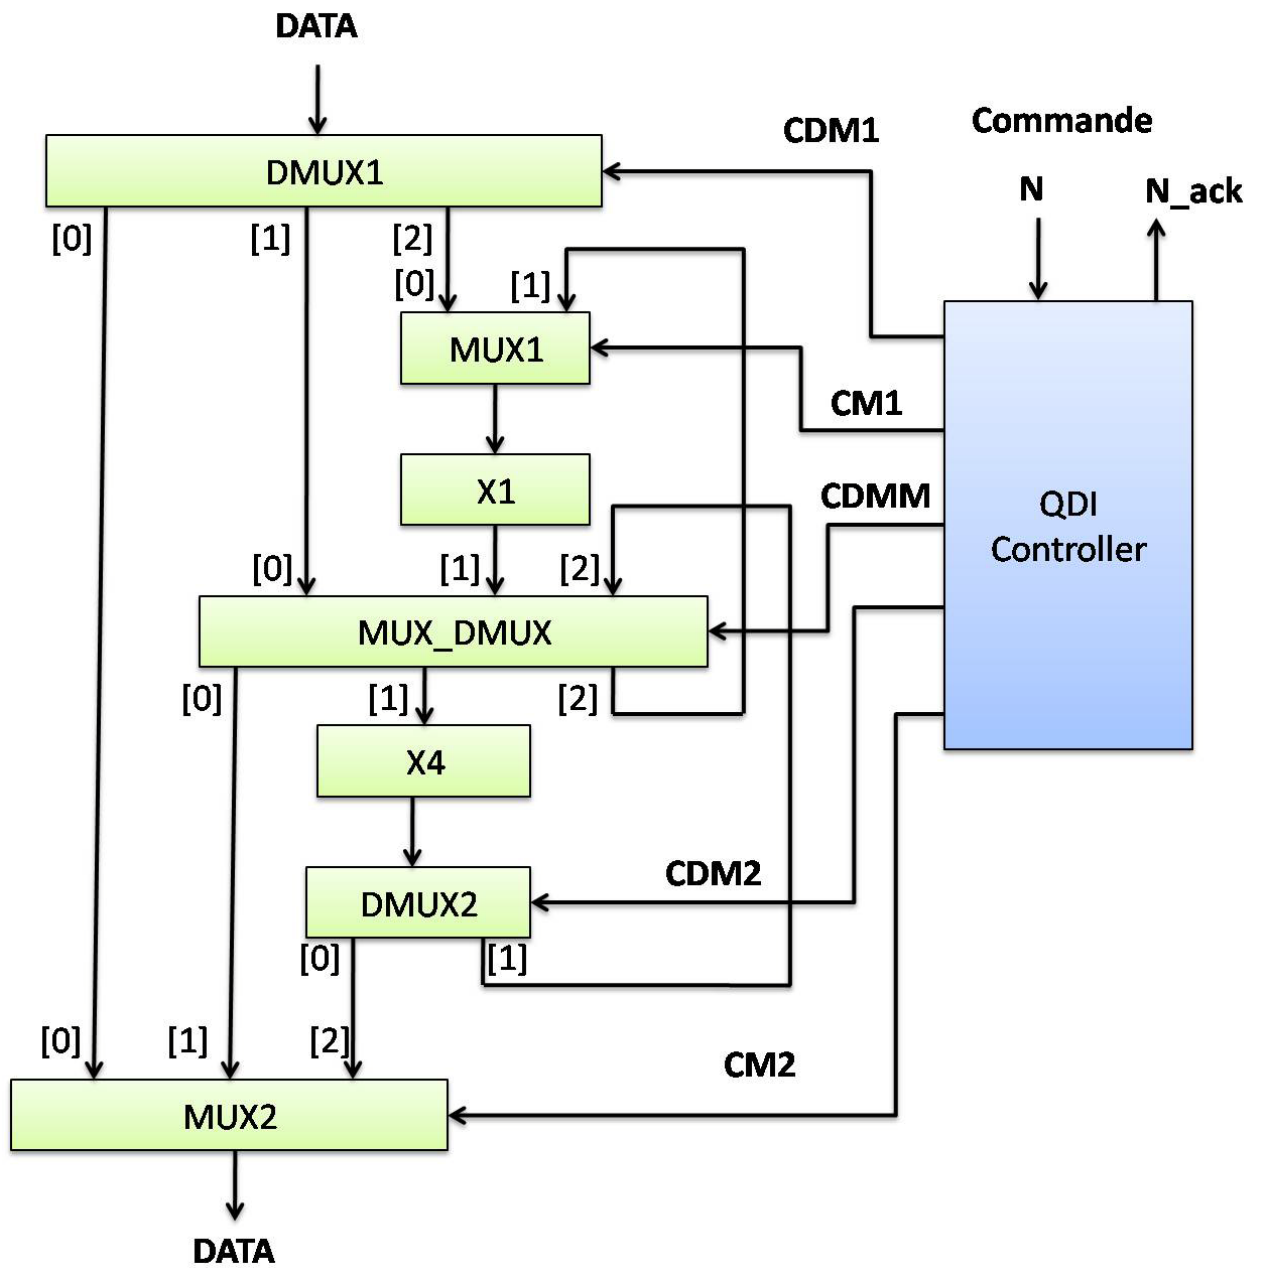 DATA
CDM1
Commande
DMUX1
N
N_ack
[0]
[1]
[2]
[0]
[1]
MUX1
CM1
X1
CDMM
QDI
Controller
[0]
[1]
[2]
MUX_DMUX
[0]
[1]
[2]
X4
CDM2
DMUX2
[0]
[1]
[0]
[1]
[2]
CM2
MUX2
DATA